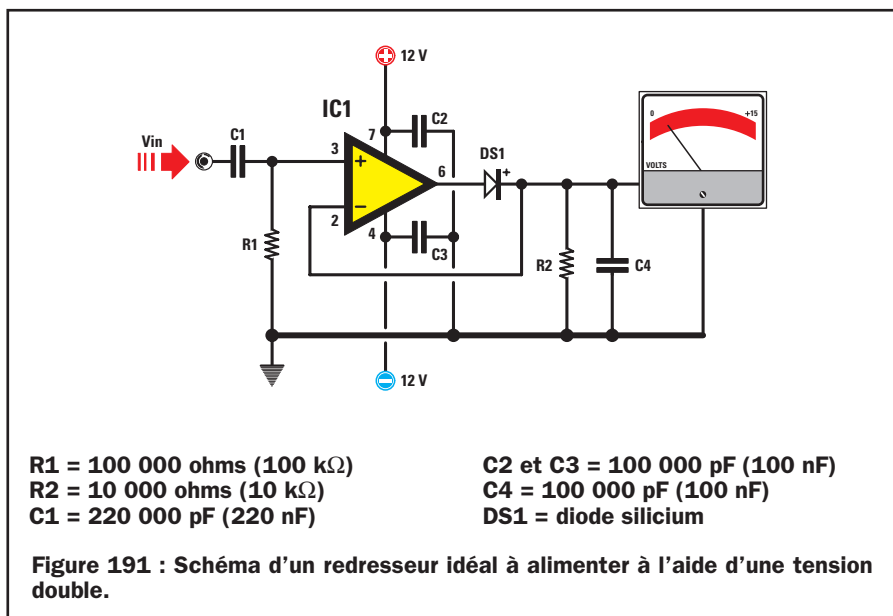 12 V
IC1
C2
7
Vin
C1
3
+
6
DS1
+
0
+15
VOLTS
–
2
4
C3
R1
R2
C4
12 V
R1 = 100 000 ohms (100 kΩ)
R2 = 10 000 ohms (10 kΩ)
C1 = 220 000 pF (220 nF)
C2 et C3 = 100 000 pF (100 nF)
C4 = 100 000 pF (100 nF)
DS1 = diode silicium
Figure 191 : Schéma d'un redresseur idéal à alimenter à l'aide d'une tension
double.